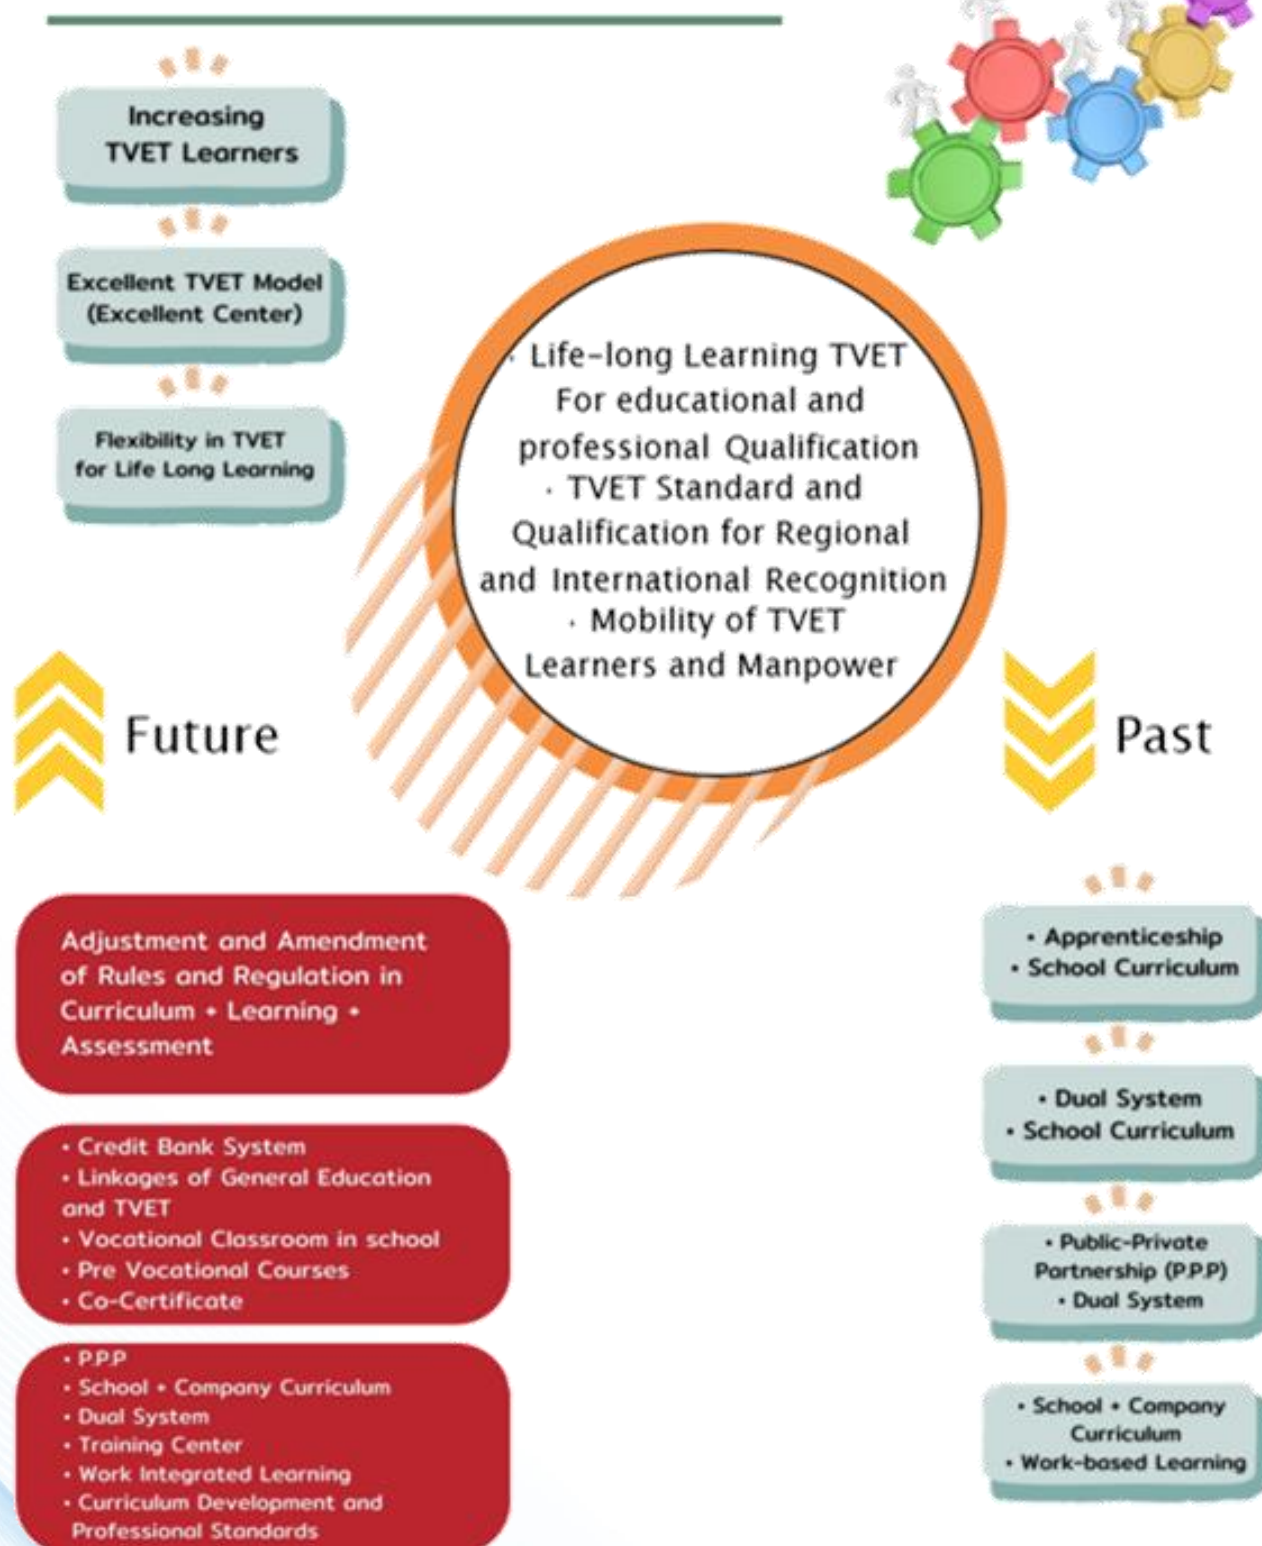 Increasing
TVET Learners
Excellent TVET Model
(Excellent Center)
Flexibility in TVET
for Life Long Learning
· Life-long Learning TVET
For educational and
professional Qualification
· TVET Standard and
Qualification for Regional
and International Recognition
· Mobility of TVET
Learners and Manpower
Future
Past
Adjustment and Amendment
of Rules and Regulation in
Curriculum + Learning +
Assessment
• Credit Bank System
• Linkages of General Education
and TVET
• Vocational Classroom in school
• Pre Vocational Courses
• Co-Certificate
• P.P.P
• School + Company Curriculum
• Dual System
• Training Center
• Work Integrated Learning
• Curriculum Development and
Professional Standards
• Apprenticeship
• School Curriculum
• Dual System
• School Curriculum
• Public-Private
Partnership (P.P.P)
• Dual System
• School + Company
Curriculum
• Work-based Learning